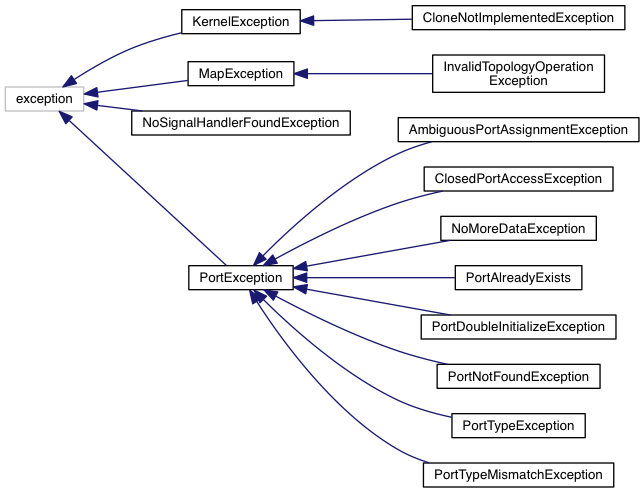 KernelException
CloneNotImplementedException
MapException
InvalidTopologyOperation
Exception
exception
NoSignalHandlerFoundException
AmbiguousPortAssignmentException
ClosedPortAccessException
NoMoreDataException
PortException
PortAlreadyExists
PortDoubleInitializeException
PortNotFoundException
PortTypeException
PortTypeMismatchException